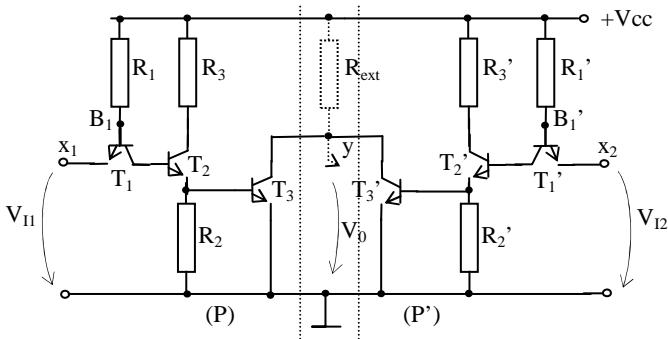 +Vcc
R1 R3 Rext R3’ R1’
B1 B1’
x1 T1 T2 T3 y T3’ T2’ T1’ x2
VI1 R2 V0 R2’ VI2
(P) (P’)